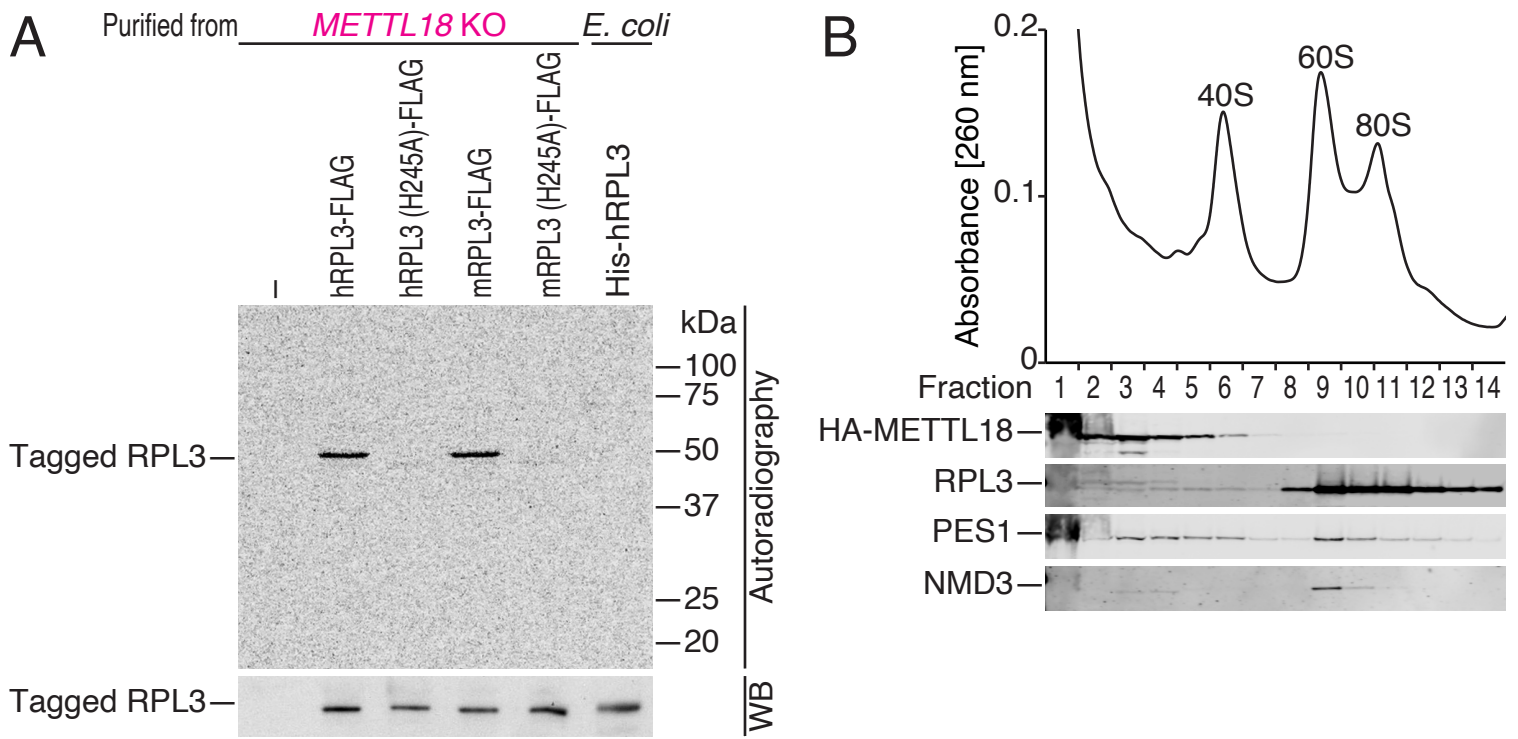 A
Purified from METTL18 KO E. coli
–
hRPL3-FLAG
hRPL3 (H245A)-FLAG
mRPL3-FLAG
mRPL3 (H245A)-FLAG
His-hRPL3
kDa
100
75
50
37
25
20
Tagged RPL3
Autoradiography
Tagged RPL3
WB
B
Absorbance [260 nm]
0.2
0.1
0
40S
60S
80S
Fraction 1 2 3 4 5 6 7 8 9 10 11 12 13 14
HA-METTL18
RPL3
PES1
NMD3